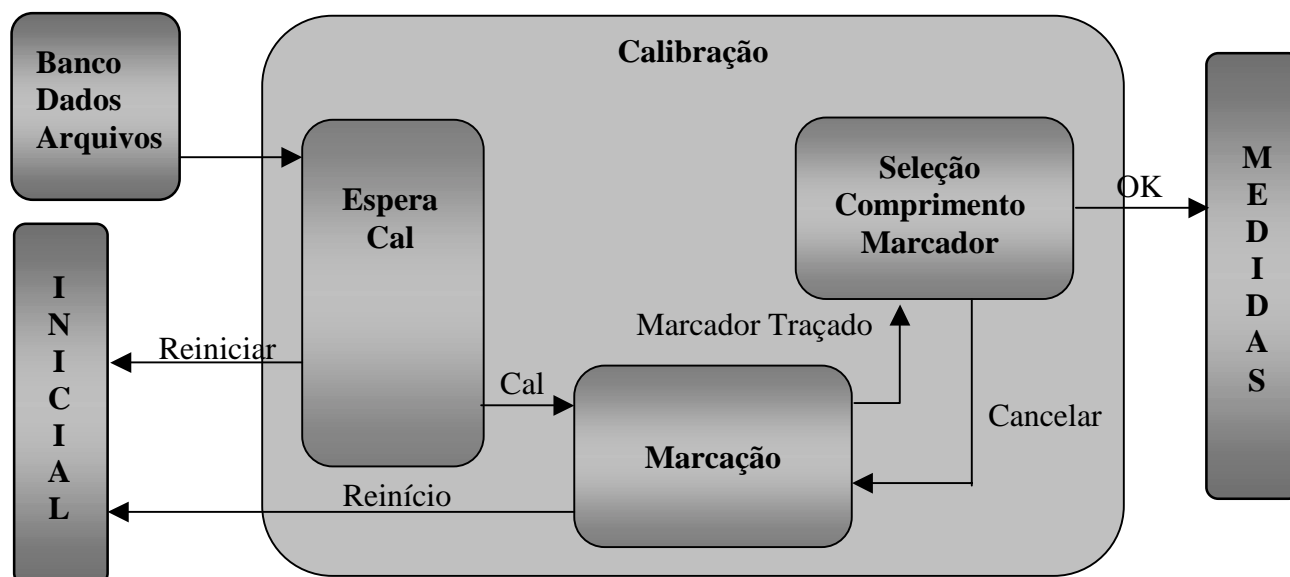 Calibração
Banco
Dados
Arquivos
Espera
Cal
Seleção
Comprimento
Marcador
OK
M
E
D
I
D
A
S
I
N
I
C
I
A
L
Reiniciar
Marcador Traçado
Cal
Cancelar
Marcação
Reinício